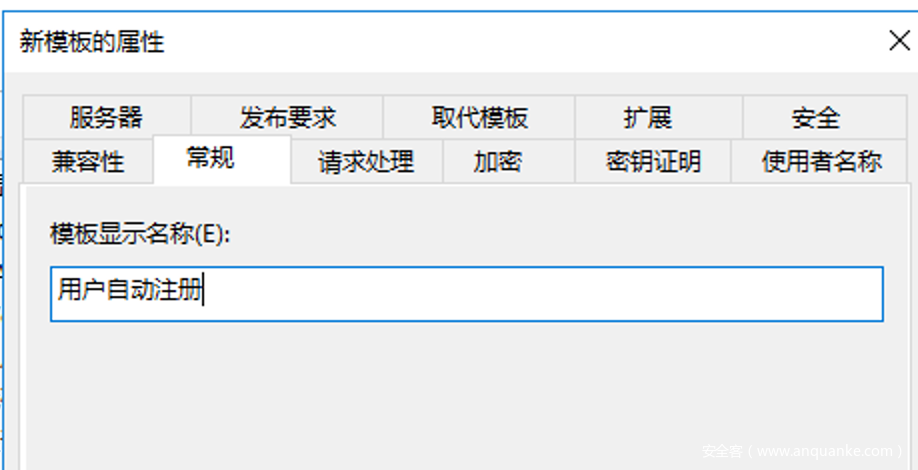 新模板的属性
服务器 发布要求 取代模板 扩展 安全
兼容性 常规 请求处理 加密 密钥证明 使用者名称
模板显示名称(E):
用户自动注册
安全客(www.anquanke.com)